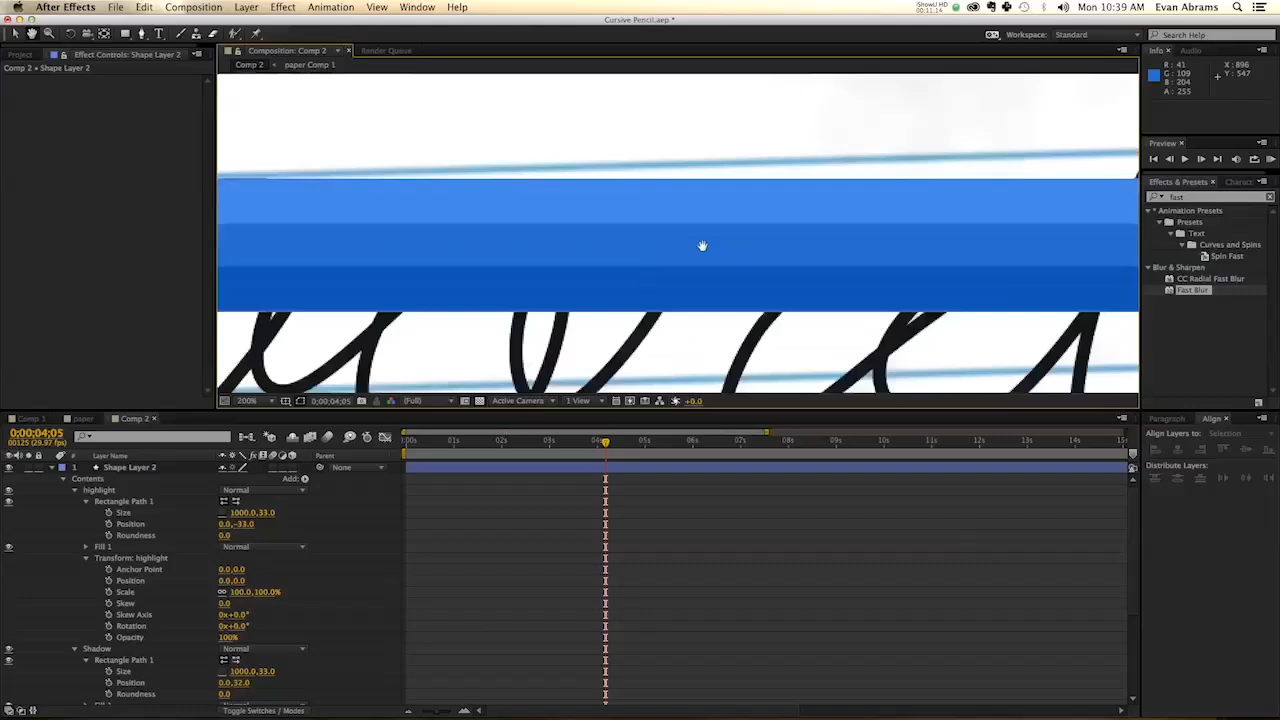 After Effects File Edit Composition Layer Effect Animation View Window Help iShowU HD 00:11:14 Mon 10:39 AM Evan Abrams
Cursive Pencil.aep *
Workspace: Standard Search Help
Project Effect Controls: Shape Layer 2 Composition: Comp 2 Render Queue Info Audio
Comp 2 • Shape Layer 2 Comp 2 paper Comp 1
R: 41 X: 896
G: 109 Y: 547
B: 204
A: 255
Preview
Effects & Presets
fast
* Animation Presets
Presets
Text
Curves and Spins
Spin Fast
Blur & Sharpen
CC Radial Fast Blur
Fast Blur
200% 0;00;04;05 (Full) Active Camera 1 View +0.0
Comp 1 paper Comp 2 Paragraph Align
0;00;04;05
00125 (29.97 fps)
Align Layers to: Selection
:00s 01s 02s 03s 04s 05s 06s 07s 08s 09s 10s 11s 12s 13s 14s 15s
# Layer Name Parent
1 Shape Layer 2 None
Distribute Layers:
Contents Add:
highlight Normal
Rectangle Path 1
Size 1000.0,33.0
Position 0.0,-33.0
Roundness 0.0
Fill 1 Normal
Transform: highlight
Anchor Point 0.0,0.0
Position 0.0,0.0
Scale 100.0,100.0%
Skew 0.0
Skew Axis 0x+0.0°
Rotation 0x+0.0°
Opacity 100%
Shadow Normal
Rectangle Path 1
Size 1000.0,33.0
Position 0.0,32.0
Roundness 0.0
Toggle Switches / Modes